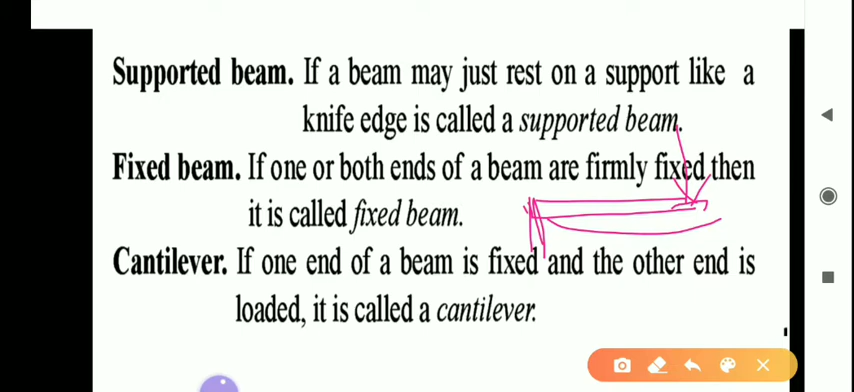 Supported beam. If a beam may just rest on a support like a
knife edge is called a supported beam.
Fixed beam. If one or both ends of a beam are firmly fixed then
it is called fixed beam.
Cantilever. If one end of a beam is fixed and the other end is
loaded, it is called a cantilever.